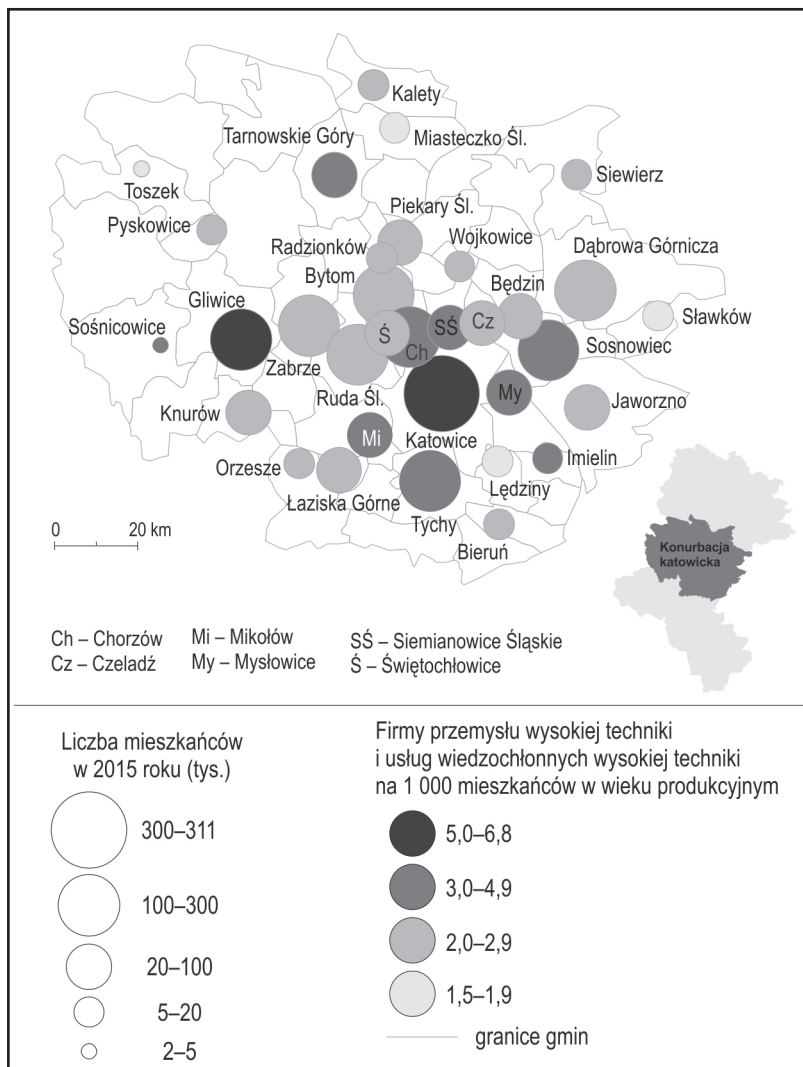 Kalety
Tarnowskie Góry
Miasteczko Śl.
Toszek
Siewierz
Pyskowice
Piekary Śl.
Radzionków
Wojkowice
Dąbrowa Górnicza
Bytom
Będzin
Gliwice
Sośnicowice
Ś
SŚ
Cz
Sławków
Ch
Sosnowiec
Zabrze
Ruda Śl.
My
Knurów
Jaworzno
Mi
Katowice
Orzesze
Imielin
Łaziska Górne
Lędziny
Tychy
Bieruń
0 20 km
Konurbacja
katowicka
Ch – Chorzów
Cz – Czeladź
Mi – Mikołów
My – Mysłowice
SŚ – Siemianowice Śląskie
Ś – Świętochłowice
Liczba mieszkańców
w 2015 roku (tys.)
300–311
100–300
20–100
5–20
2–5
Firmy przemysłu wysokiej techniki
i usług wiedzochłonnych wysokiej techniki
na 1 000 mieszkańców w wieku produkcyjnym
5,0–6,8
3,0–4,9
2,0–2,9
1,5–1,9
granice gmin